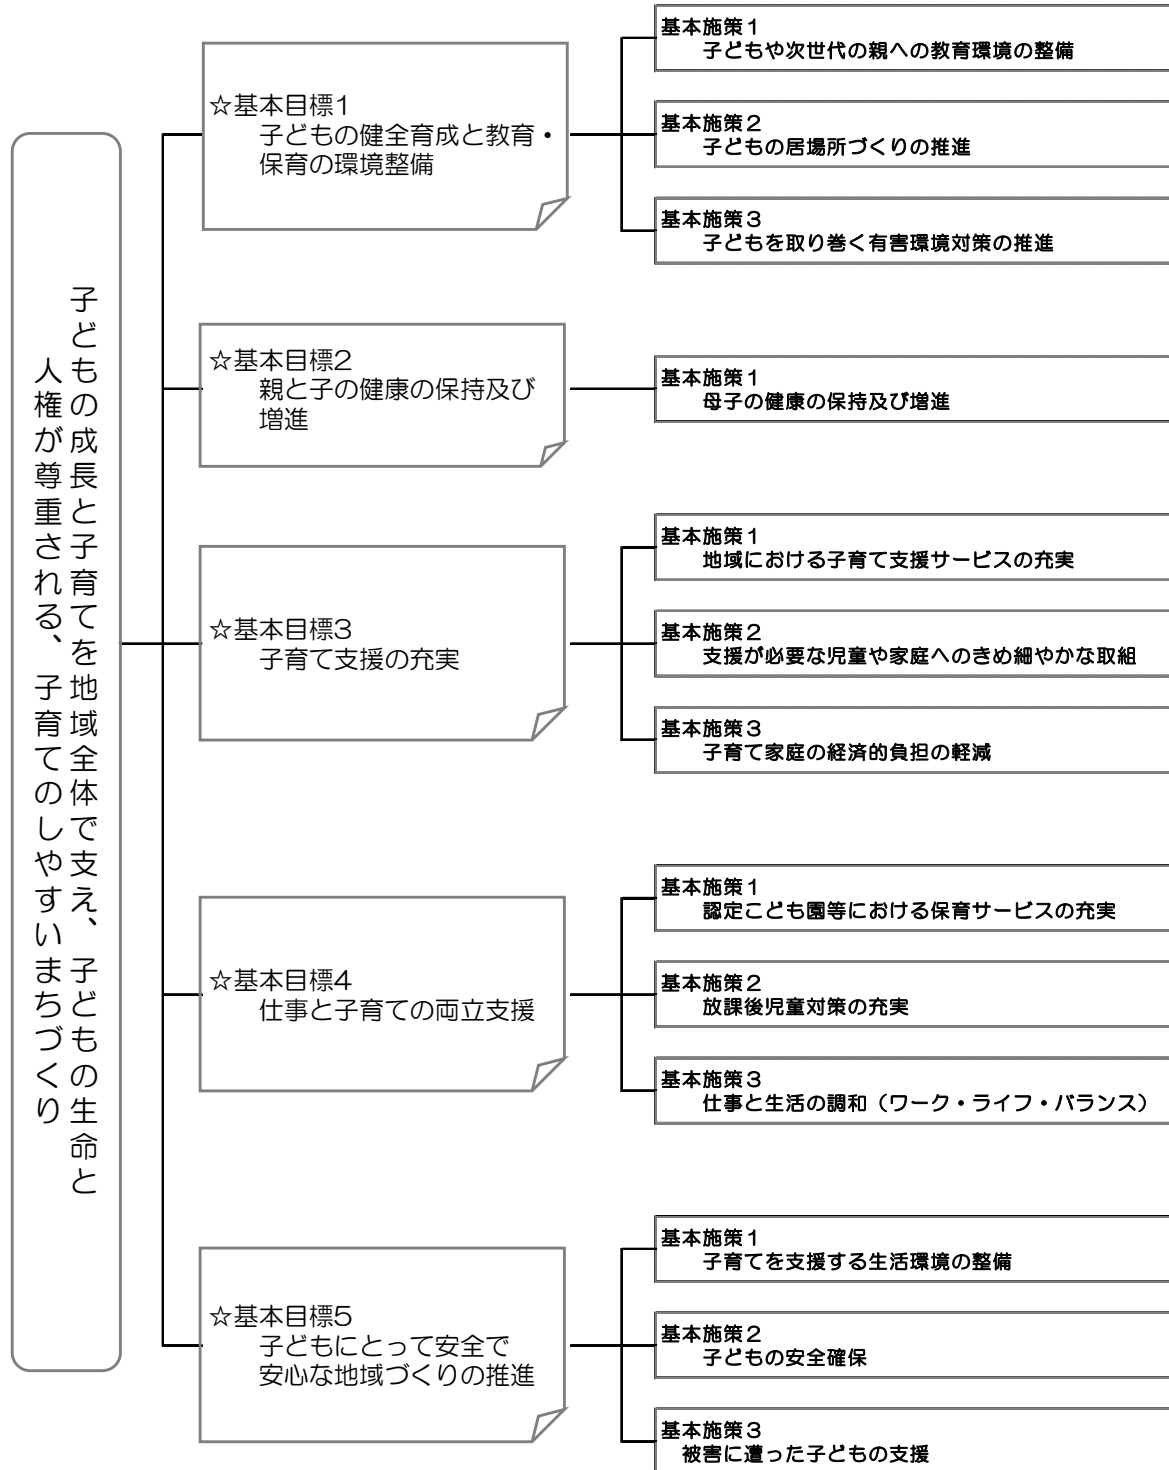 子どもの成長と子育てを地域全体で支え、子どもの生命と
人権が尊重される、子育てのしやすいまちづくり
☆基本目標1
子どもの健全育成と教育・
保育の環境整備
基本施策1
子どもや次世代の親への教育環境の整備
基本施策2
子どもの居場所づくりの推進
基本施策3
子どもを取り巻く有害環境対策の推進
☆基本目標2
親と子の健康の保持及び
増進
基本施策1
母子の健康の保持及び増進
☆基本目標3
子育て支援の充実
基本施策1
地域における子育て支援サービスの充実
基本施策2
支援が必要な児童や家庭へのきめ細やかな取組
基本施策3
子育て家庭の経済的負担の軽減
☆基本目標4
仕事と子育ての両立支援
基本施策1
認定こども園等における保育サービスの充実
基本施策2
放課後児童対策の充実
基本施策3
仕事と生活の調和（ワーク・ライフ・バランス）
☆基本目標5
子どもにとって安全で
安心な地域づくりの推進
基本施策1
子育てを支援する生活環境の整備
基本施策2
子どもの安全確保
基本施策3
被害に遭った子どもの支援